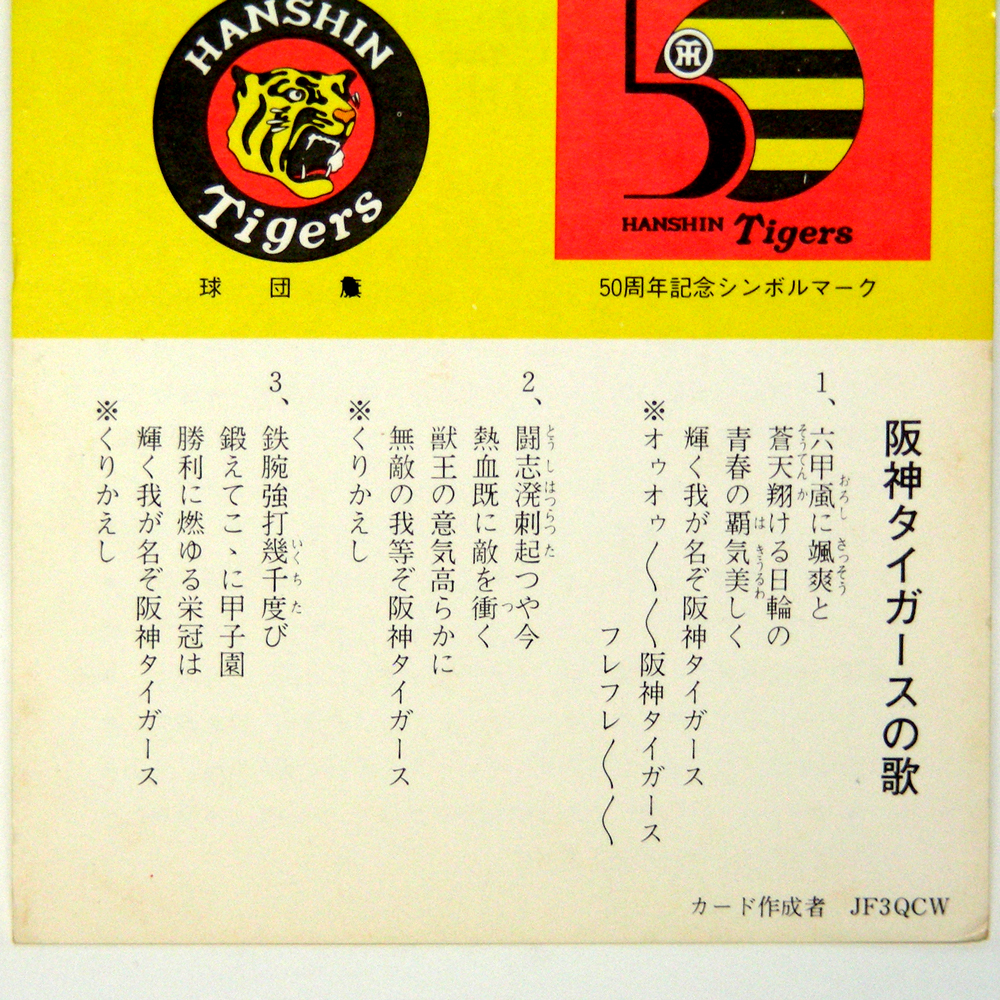 HANSHIN
Tigers
球団旗
50
HANSHIN Tigers
50周年記念シンボルマーク
阪神タイガースの歌
1、六甲颪に颯爽と
蒼天翔ける日輪の
青春の覇気美しく
輝く我が名ぞ阪神タイガース
※オゥオゥ〱〱阪神タイガース
フレフレ〱〱
2、闘志溌剌起つや今
熱血既に敵を衝く
獣王の意気高らかに
無敵の我等ぞ阪神タイガース
※くりかえし
3、鉄腕強打幾千度び
鍛えてこゝに甲子園
勝利に燃ゆる栄冠は
輝く我が名ぞ阪神タイガース
※くりかえし
カード作成者 JF3QCW